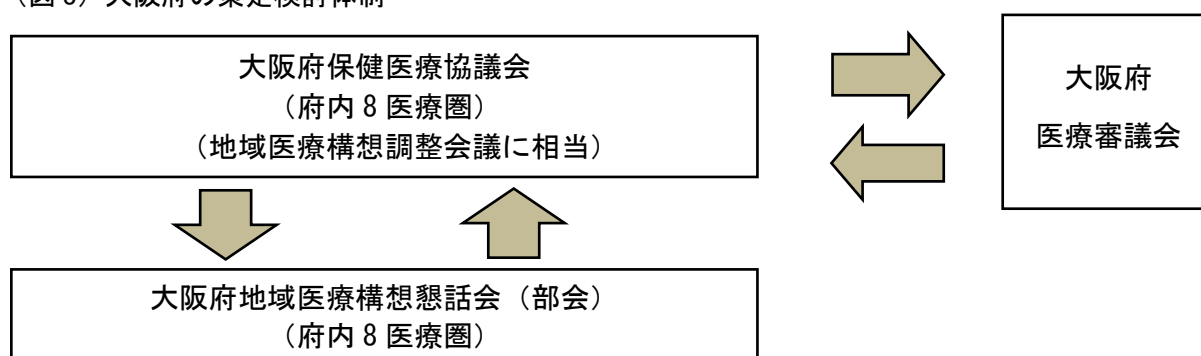 大阪府保健医療協議会
（府内 8 医療圏）
（地域医療構想調整会議に相当）
大阪府
医療審議会
大阪府地域医療構想懇話会（部会）
（府内 8 医療圏）